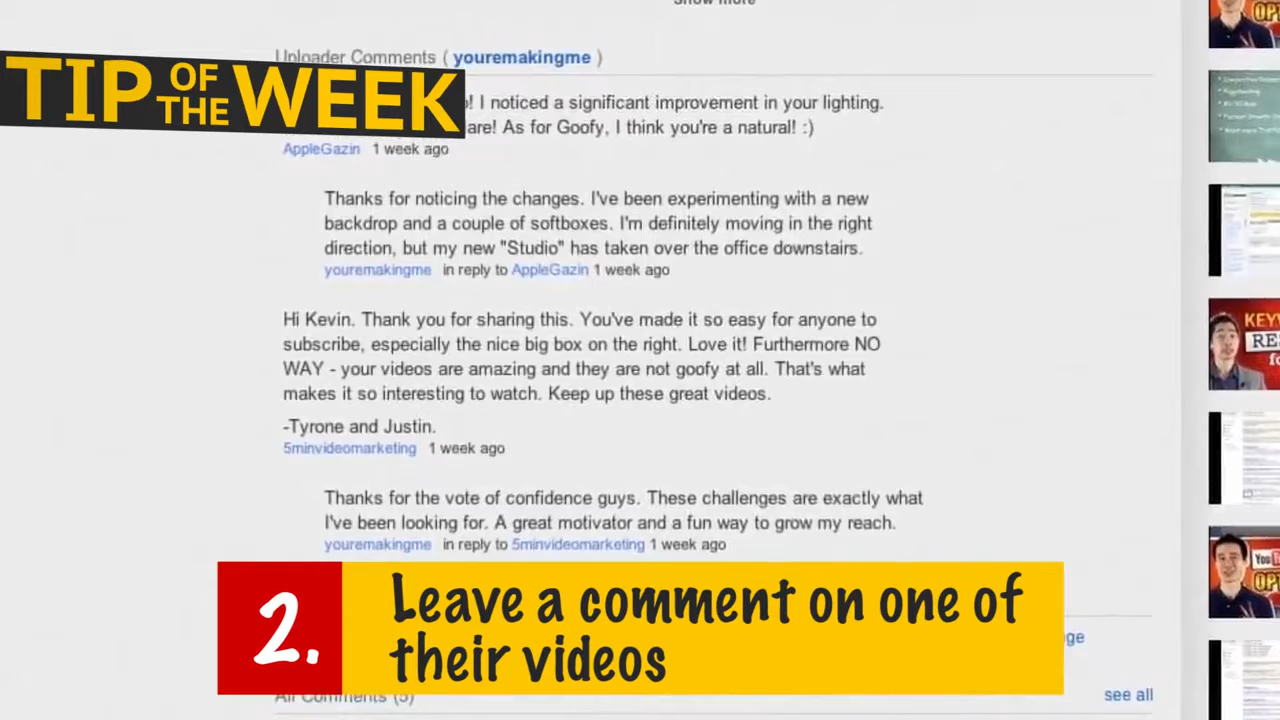 Show more
Uploader Comments ( youremakingme )
TIP OF THE WEEK
! I noticed a significant improvement in your lighting.
are! As for Goofy, I think you're a natural! :)
AppleGazin 1 week ago
Thanks for noticing the changes. I've been experimenting with a new
backdrop and a couple of softboxes. I'm definitely moving in the right
direction, but my new "Studio" has taken over the office downstairs.
youremakingme in reply to AppleGazin 1 week ago
Hi Kevin. Thank you for sharing this. You've made it so easy for anyone to
subscribe, especially the nice big box on the right. Love it! Furthermore NO
WAY - your videos are amazing and they are not goofy at all. That's what
makes it so interesting to watch. Keep up these great videos.
-Tyrone and Justin.
5minvideomarketing 1 week ago
Thanks for the vote of confidence guys. These challenges are exactly what
I've been looking for. A great motivator and a fun way to grow my reach.
youremakingme in reply to 5minvideomarketing 1 week ago
2.
Leave a comment on one of
their videos
All Comments (5)
see all